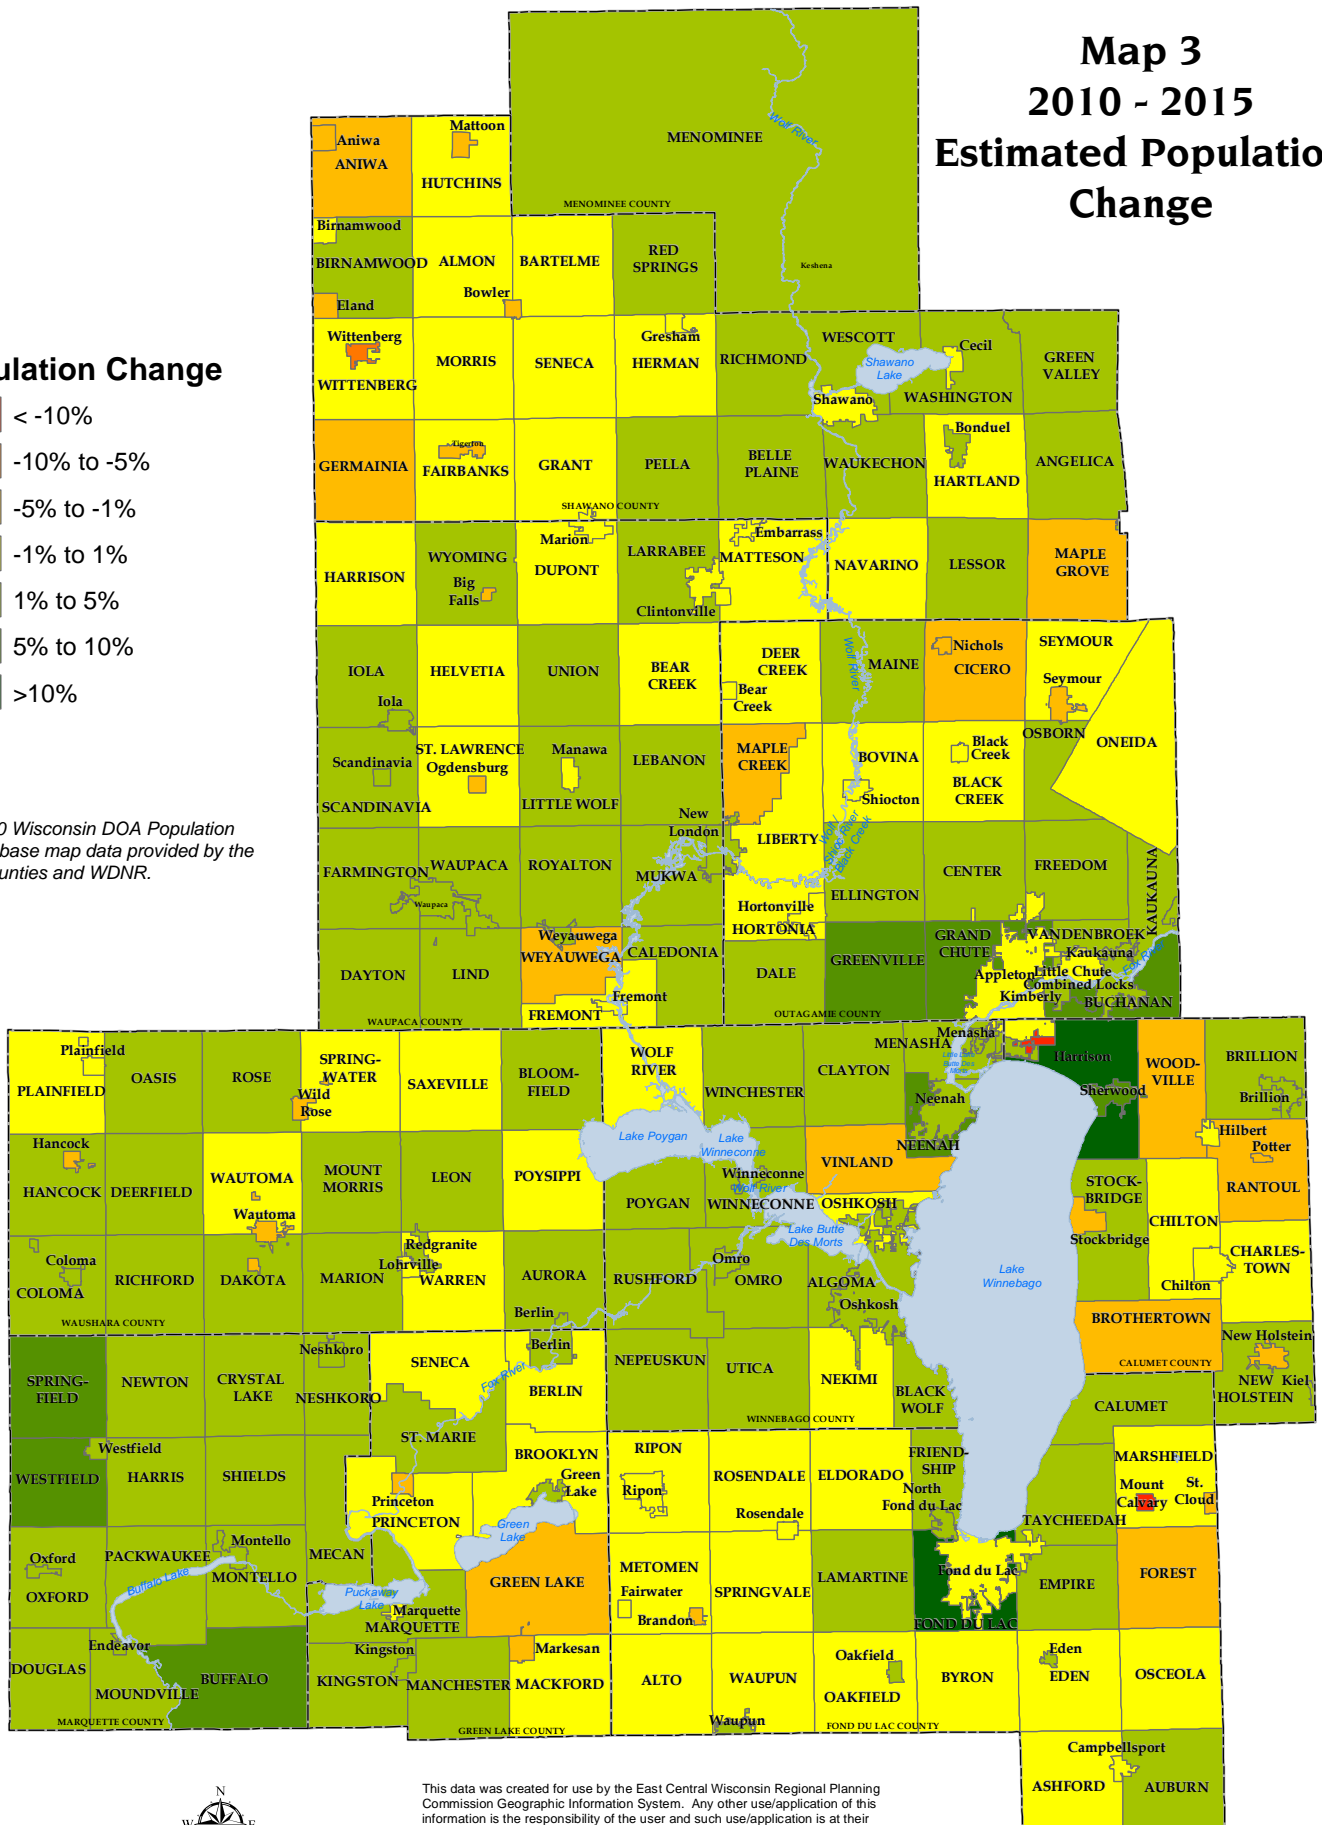 Map 3
2010 - 2015
Estimated Populatio
Change
MENOMINEE
Wolf River
MENOMINEE COUNTY
Keshena
Aniwa
ANIWA
Mattoon
HUTCHINS
Birnamwood
BIRNAMWOOD
ALMON
BARTELME
RED
SPRINGS
Eland
Bowler
Wittenberg
WITTENBERG
MORRIS
SENECA
Gresham
HERMAN
RICHMOND
WESCOTT
Shawano
Lake
Cecil
GREEN
VALLEY
Shawano
WASHINGTON
GERMAINIA
Tigerton
FAIRBANKS
GRANT
PELLA
BELLE
PLAINE
WAUKECHON
Bonduel
HARTLAND
ANGELICA
SHAWANO COUNTY
ulation Change
< -10%
-10% to -5%
-5% to -1%
-1% to 1%
1% to 5%
5% to 10%
>10%
HARRISON
WYOMING
Big
Falls
Marion
DUPONT
LARRABEE
Clintonville
Embarrass
MATTESON
NAVARINO
LESSOR
MAPLE
GROVE
IOLA
Iola
HELVETIA
UNION
BEAR
CREEK
DEER
CREEK
Bear
Creek
Wolf River
MAINE
Nichols
CICERO
SEYMOUR
Seymour
OSBORN
ONEIDA
Scandinavia
SCANDINAVIA
ST. LAWRENCE
Ogdensburg
Manawa
LITTLE WOLF
LEBANON
MAPLE
CREEK
BOVINA
Shiocton
Black
Creek
BLACK
CREEK
New
London
LIBERTY
Wolf /
Shioc River
Black Creek
0 Wisconsin DOA Population
base map data provided by the
unties and WDNR.
FARMINGTON
WAUPACA
Waupaca
ROYALTON
MUKWA
Hortonville
HORTONIA
ELLINGTON
CENTER
FREEDOM
KAUKAUNA
DAYTON
LIND
Weyauwega
WEYAUWEGA
CALEDONIA
Fremont
FREMONT
DALE
GREENVILLE
GRAND
CHUTE
VANDENBROEK
Kaukauna
Appleton
Little Chute
Combined Locks
Kimberly
Fox River
BUCHANAN
WAUPACA COUNTY
OUTAGAMIE COUNTY
Plainfield
PLAINFIELD
OASIS
ROSE
SPRING-
WATER
Wild
Rose
SAXEVILLE
BLOOM-
FIELD
WOLF
RIVER
WINCHESTER
CLAYTON
MENASHA
Menasha
Little Lake
Butte Des
Morts
Neenah
NEENAH
Harrison
Sherwood
WOOD-
VILLE
BRILLION
Brillion
Hancock
HANCOCK
DEERFIELD
WAUTOMA
Wautoma
MOUNT
MORRIS
LEON
POYSIPPI
Lake Poygan
Lake
Winneconne
VINLAND
Hilbert
Potter
RANTOUL
POYGAN
Winneconne
Wolf River
WINNECONNE
OSHKOSH
Lake Butte
Des Morts
STOCK-
BRIDGE
Stockbridge
CHILTON
Chilton
CHARLES-
TOWN
Coloma
COLOMA
RICHFORD
DAKOTA
MARION
Redgranite
Lohrville
WARREN
AURORA
Berlin
RUSHFORD
Omro
OMRO
ALGOMA
Oshkosh
Lake
Winnebago
WAUSHARA COUNTY
BROTHERTOWN
CALUMET COUNTY
New Holstein
NEW
HOLSTEIN
Kiel
SPRING-
FIELD
NEWTON
CRYSTAL
LAKE
Neshkoro
NESHKORO
SENECA
Fox River
Berlin
BERLIN
NEPEUSKUN
UTICA
NEKIMI
BLACK
WOLF
WINNEBAGO COUNTY
CALUMET
ST. MARIE
Westfield
WESTFIELD
HARRIS
SHIELDS
Princeton
PRINCETON
BROOKLYN
Green
Lake
Green
Lake
RIPON
Ripon
ROSENDALE
Rosendale
ELDORADO
FRIEND-
SHIP
North
Fond du Lac
MARSHFIELD
Mount
Calvary
St.
Cloud
TAYCHEEDAH
Oxford
OXFORD
PACKWAUKEE
Buffalo Lake
Montello
MONTELLO
MECAN
Puckaway
Lake
Marquette
MARQUETTE
GREEN LAKE
METOMEN
Fairwater
Brandon
SPRINGVALE
LAMARTINE
Fond du Lac
FOND DU LAC
EMPIRE
FOREST
DOUGLAS
Endeavor
MOUNDVILLE
BUFFALO
Kingston
KINGSTON
MANCHESTER
Markesan
MACKFORD
ALTO
WAUPUN
Waupun
Oakfield
OAKFIELD
BYRON
Eden
EDEN
OSCEOLA
MARQUETTE COUNTY
GREEN LAKE COUNTY
FOND DU LAC COUNTY
Campbellsport
ASHFORD
AUBURN
N
W
E
This data was created for use by the East Central Wisconsin Regional Planning
Commission Geographic Information System. Any other use/application of this
information is the responsibility of the user and such use/application is at their